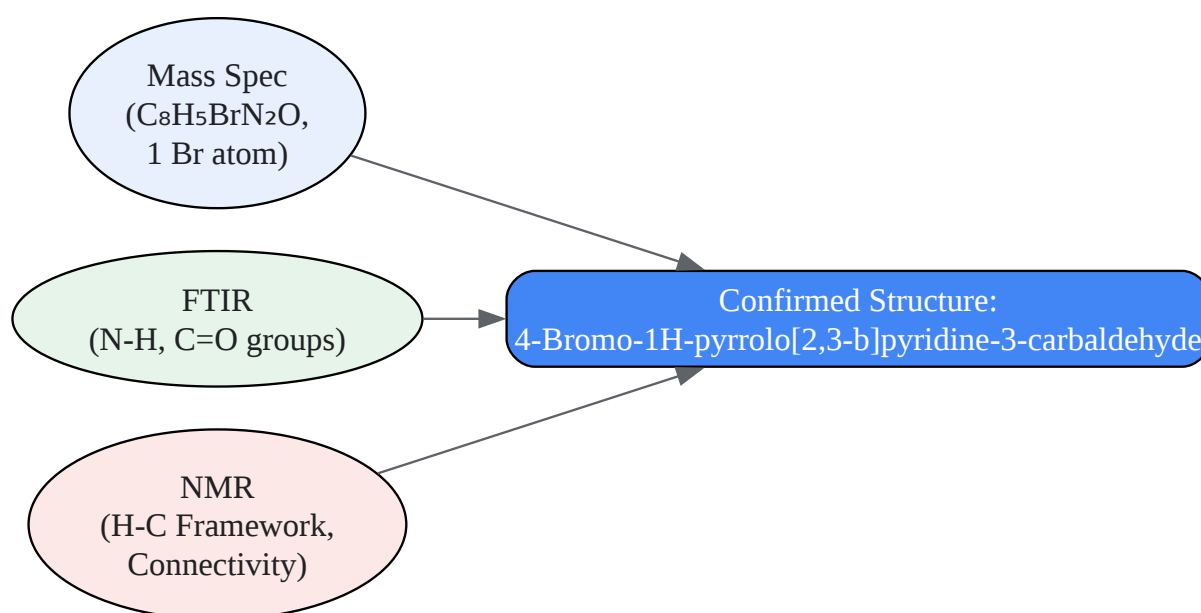 Mass Spec
(C₈H₅BrN₂O,
1 Br atom)
FTIR
(N-H, C=O groups)
Confirmed Structure:
4-Bromo-1H-pyrrolo[2,3-b]pyridine-3-carbaldehyde
NMR
(H-C Framework,
Connectivity)